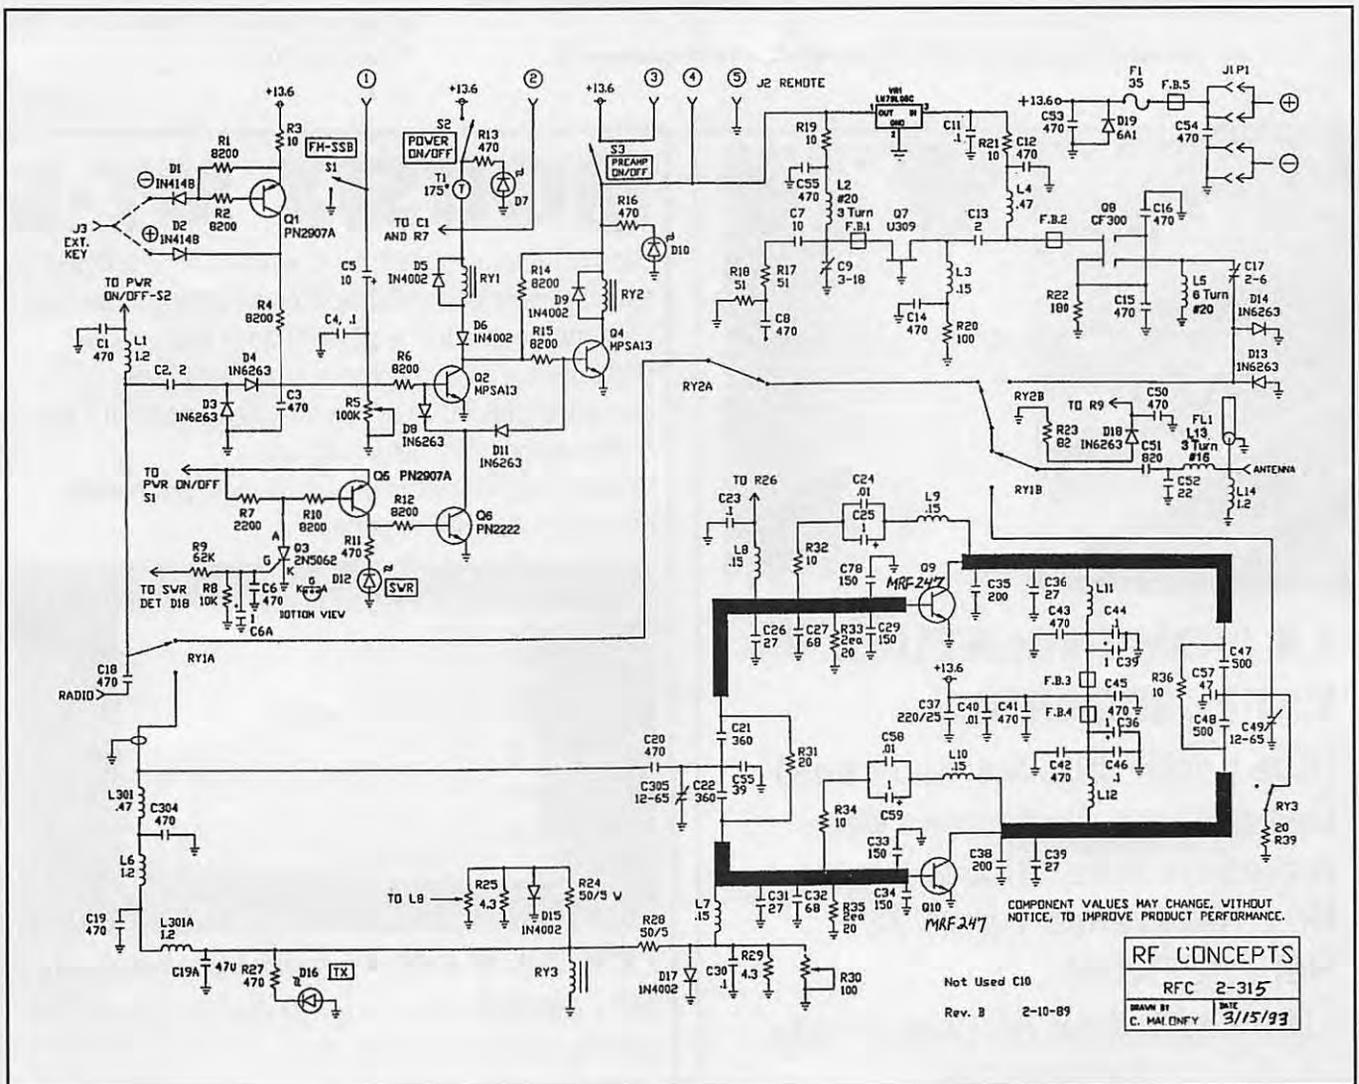 1
2
3
4
5
J2 REMOTE
+13.6
R3
10
R1
8200
D1
1N4148
R2
8200
Q1
PN2907A
D2
1N4148
J3
EXT.
KEY
TO PWR
ON/OFF-S2
FM-SSB
S1
C5
10
+
C4, .1
R4
8200
C1
470
L1
1.2
C2, 2
D4
1N6263
D3
1N6263
C3
470
R5
100K
R6
8200
D8
1N6263
+13.6
S2
POWER
ON/OFF
R13
470
D7
T1
175°
T
TO C1
AND R7
D5
1N4002
RY1
D6
1N4002
Q2
MPSA13
D11
1N6263
R14
8200
R15
8200
D9
1N4002
RY2
Q4
MPSA13
+13.6
S3
PREAMP
ON/OFF
R16
470
D10
VR1
LM78L08C
1 OUT IN 3
GND
2
R19
10
C55
470
L2
#20
3 Turn
F.B.1
C7
10
R17
51
R18
51
C8
470
C9
3-18
Q7
U309
C11
.1
R21
10
C12
470
L4
.47
C13
2
L3
.15
C14
470
R20
100
F.B.2
Q8
CF300
C16
470
R22
180
C15
470
L5
6 Turn
#20
C17
2-6
D14
1N6263
D13
1N6263
+13.6
F1
35
F.B.5
J1P1
C53
470
D19
6A1
C54
470
RY2A
RY2B
TO R9
R23
82
D18
1N6263
C50
470
C51
820
FL1
L13
3 Turn
#16
ANTENNA
C52
22
L14
1.2
RY1B
TO
PWR ON/OFF
S1
Q5 PN2907A
R7
2200
R10
8200
R12
8200
Q6
PN2222
R11
470
D12
SWR
A
G
K
Q3
2N5062
R9
62K
TO SWR
DET D18
R8
10K
C6
470
1
C6A
K G A
BOTTOM VIEW
RY1A
C18
470
RADIO
TO R26
C23
.1
L8
.15
C24
.01
C25
1
R32
10
L9
.15
C78
150
Q9
MRF247
C26
27
C27
68
R33
2ea
20
C29
150
C35
200
C36
27
L11
C43
470
C44
.1
1
C39
F.B.3
F.B.4
C45
470
1
C36
C42
470
C46
.1
L12
R36
10
C47
500
C57
47
C48
500
C49
12-65
RY3
20
R39
+13.6
C37
220/25
C40
.01
C41
470
C21
360
R31
20
C20
470
C305
12-65
C22
360
C55
39
C58
.01
1
C59
L10
.15
R34
10
C33
150
C34
150
Q10
MRF247
C38
200
C39
27
C31
27
C32
68
R35
2ea
20
L7
.15
L301
.47
C304
470
L6
1.2
C19
470
L301A
1.2
C19A
47U
R27
470
D16
TX
TO L8
R25
4.3
D15
1N4002
R24
50/5 W
RY3
R28
50/5
D17
1N4002
C30
.1
R29
4.3
R30
100
COMPONENT VALUES MAY CHANGE, WITHOUT
NOTICE, TO IMPROVE PRODUCT PERFORMANCE.
Not Used C10
Rev. B 2-10-89
RF CONCEPTS
RFC 2-315
DRAWN BY
C. MALONEY
DATE
3/15/93